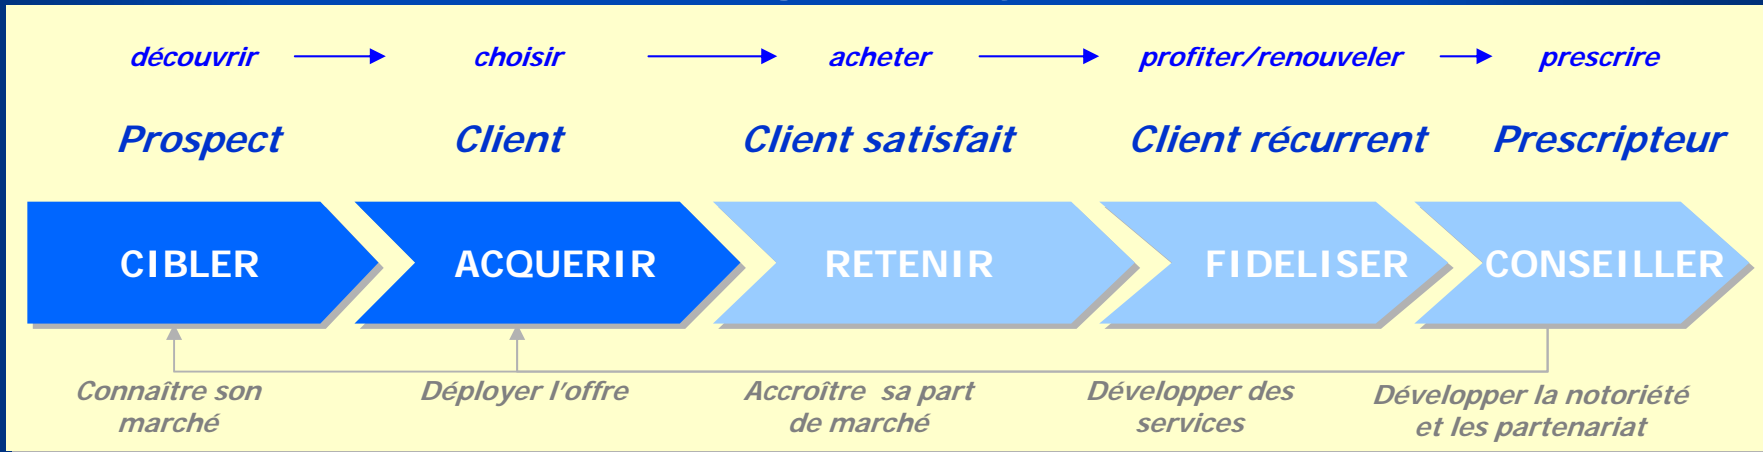 découvrir choisir acheter profiter/renouveler prescrire
Prospect Client Client satisfait Client récurrent Prescripteur
CIBLER ACQUERIR RETENIR FIDELISER CONSEILLER
Connaître son
marché
Déployer l'offre
Accroître sa part
de marché
Développer des
services
Développer la notoriété
et les partenariat